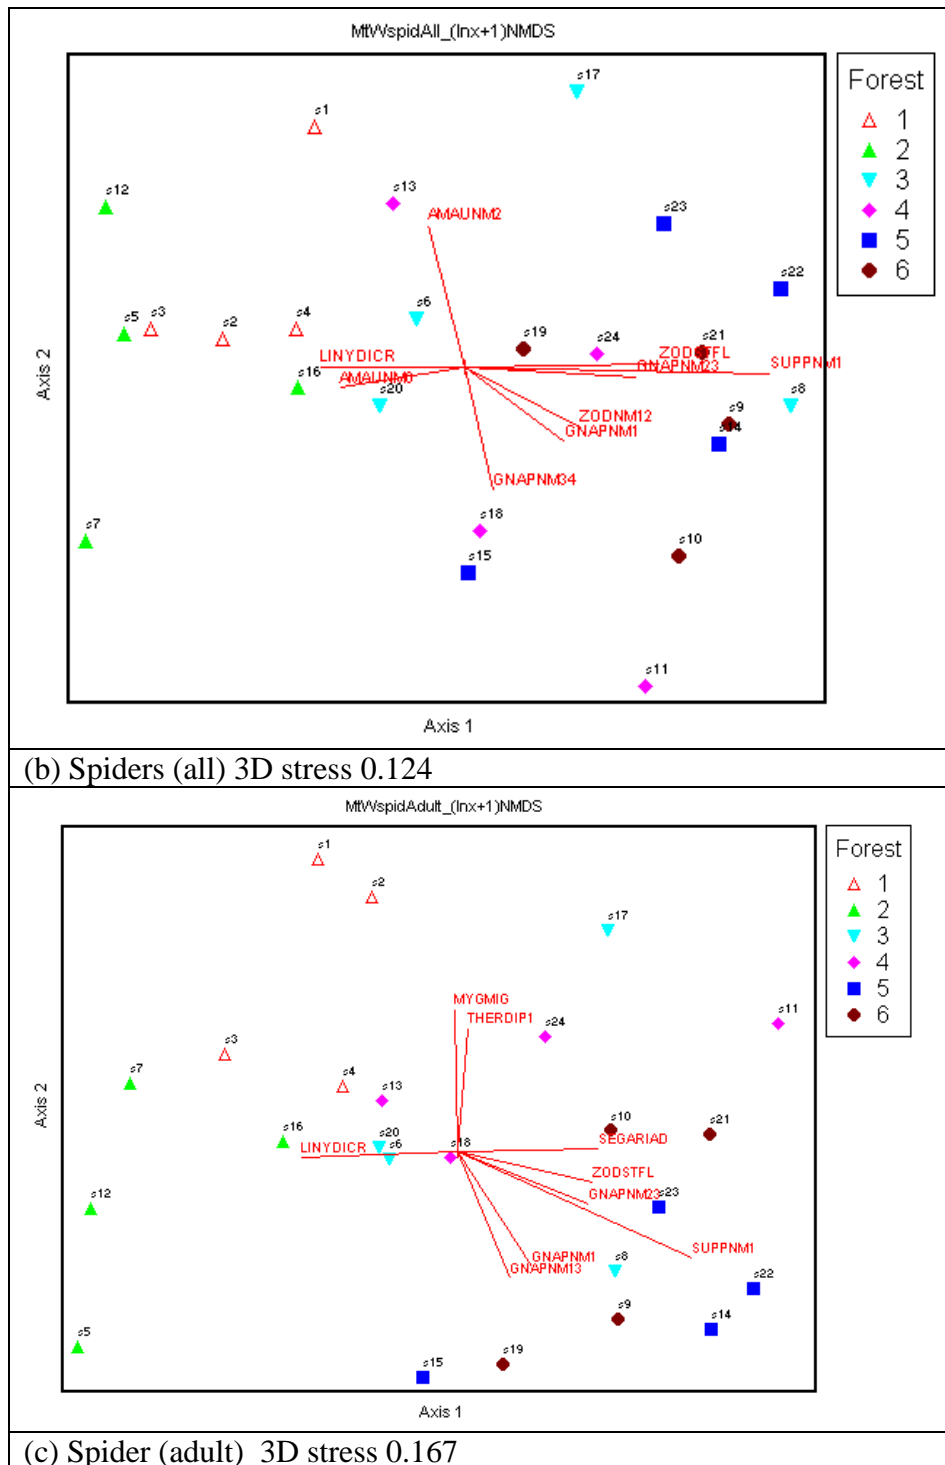 MtWspidAll_(lnx+1)NMDS
Forest
1
2
3
4
5
6
s17
s1
s12
s13
AMAUNM2
s23
s22
s5
s3
s2
s4
s6
s19
s24
s21
LINYDICR
ZODSTFL
GNAPNM23
SUPPNM1
s16
AMAUNM0
s20
s8
ZODNM12
s9
GNAPNM1
s14
GNAPNM34
s7
s18
s15
s10
s11
Axis 2
Axis 1
(b) Spiders (all) 3D stress 0.124
MtWspidAdult_(lnx+1)NMDS
Forest
1
2
3
4
5
6
s1
s2
s17
MYGMIG
THERDIP1
s24
s11
s3
s7
s4
s13
s16
s20
s6
s18
s10
s21
LINYDICR
SEGARIAD
ZODSTFL
GNAPNM23
s23
s12
SUPPNM1
GNAPNM1
GNAPNM13
s8
s22
s9
s14
s5
s15
s19
Axis 2
Axis 1
(c) Spider (adult) 3D stress 0.167